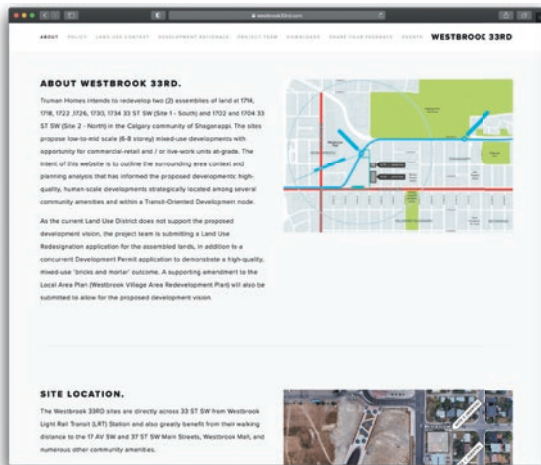 westbrook33rd.com
ABOUT POLICY LAND USE CONTEXT DEVELOPMENT RATIONALE PROJECT TEAM DOWNLOADS SHARE YOUR FEEDBACK EVENTS WESTBROOK 33RD
ABOUT WESTBROOK 33RD.
Truman Homes intends to redevelop two (2) assemblies of land at 1714,
1718, 1722 ,1726, 1730, 1734 33 ST SW (Site 1 - South) and 1702 and 1704 33
ST SW (Site 2 - North) in the Calgary community of Shaganappi. The sites
propose low-to-mid scale (6-8 storey) mixed-use developments with
opportunity for commercial-retail and / or live-work units at-grade. The
intent of this website is to outline the surrounding area context and
planning analysis that has informed the proposed developments: high-
quality, human-scale developments strategically located among several
community amenities and within a Transit-Oriented Development node.
As the current Land Use District does not support the proposed
development vision, the project team is submitting a Land Use
Redesignation application for the assembled lands, in addition to a
concurrent Development Permit application to demonstrate a high-quality,
mixed-use 'bricks and mortar' outcome. A supporting amendment to the
Local Area Plan (Westbrook Village Area Redevelopment Plan) will also be
submitted to allow for the proposed development vision.
SITE LOCATION.
The Westbrook 33RD sites are directly across 33 ST SW from Westbrook
Light Rail Transit (LRT) Station and also greatly benefit from their walking
distance to the 17 AV SW and 37 ST SW Main Streets, Westbrook Mall, and
numerous other community amenities.